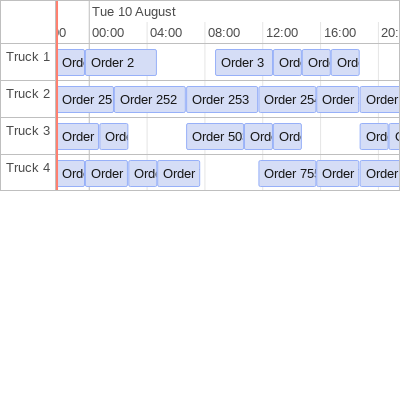 Tue 10 August
00 00:00 04:00 08:00 12:00 16:00 20:
Truck 1 Ord Order 2 Order 3 Ord Ord Ord
Truck 2 Order 25 Order 252 Order 253 Order 25 Order Order
Truck 3 Order Ord Order 50 Ord Ord Ord
Truck 4 Ord Order Ord Order Order 755 Order Order